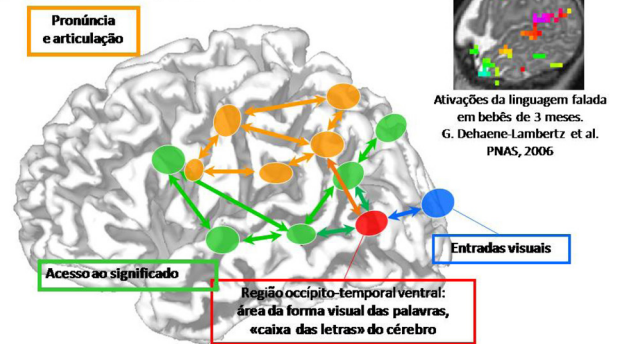 Pronúncia
e articulação
Ativações da linguagem falada
em bebês de 3 meses.
G. Dehaene-Lambertz et al.
PNAS, 2006
Entradas visuais
Acesso ao significado
Região occípito-temporal ventral:
área da forma visual das palavras,
«caixa das letras» do cérebro